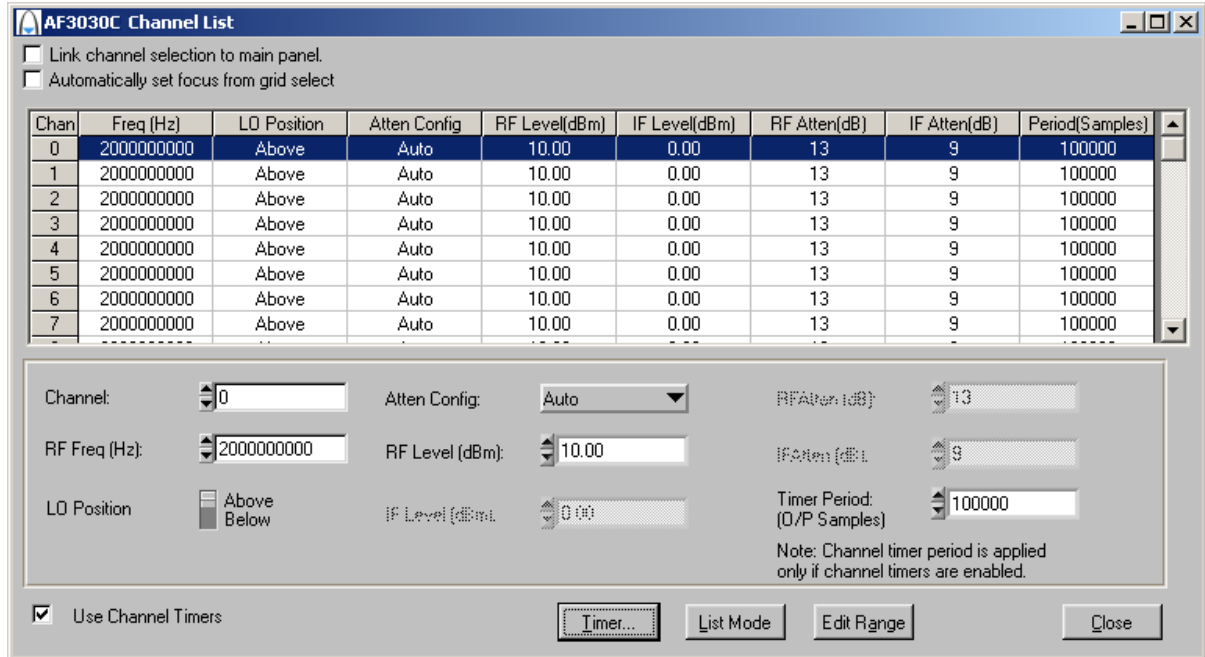 AF3030C Channel List
Link channel selection to main panel.
Automatically set focus from grid select
Chan Freq (Hz) LO Position Atten Config RF Level(dBm) IF Level(dBm) RF Atten(dB) IF Atten(dB) Period(Samples)
0 2000000000 Above Auto 10.00 0.00 13 9 100000
1 2000000000 Above Auto 10.00 0.00 13 9 100000
2 2000000000 Above Auto 10.00 0.00 13 9 100000
3 2000000000 Above Auto 10.00 0.00 13 9 100000
4 2000000000 Above Auto 10.00 0.00 13 9 100000
5 2000000000 Above Auto 10.00 0.00 13 9 100000
6 2000000000 Above Auto 10.00 0.00 13 9 100000
7 2000000000 Above Auto 10.00 0.00 13 9 100000
Channel: 0 Atten Config: Auto RFAtten (dB): 13
RF Freq (Hz): 2000000000 RF Level (dBm): 10.00 IFAtten (dB) 9
LO Position Above
Below
IF Level (dBm) 0.00
Timer Period:
(O/P Samples)
100000
Note: Channel timer period is applied
only if channel timers are enabled.
Use Channel Timers Timer... List Mode Edit Range Close